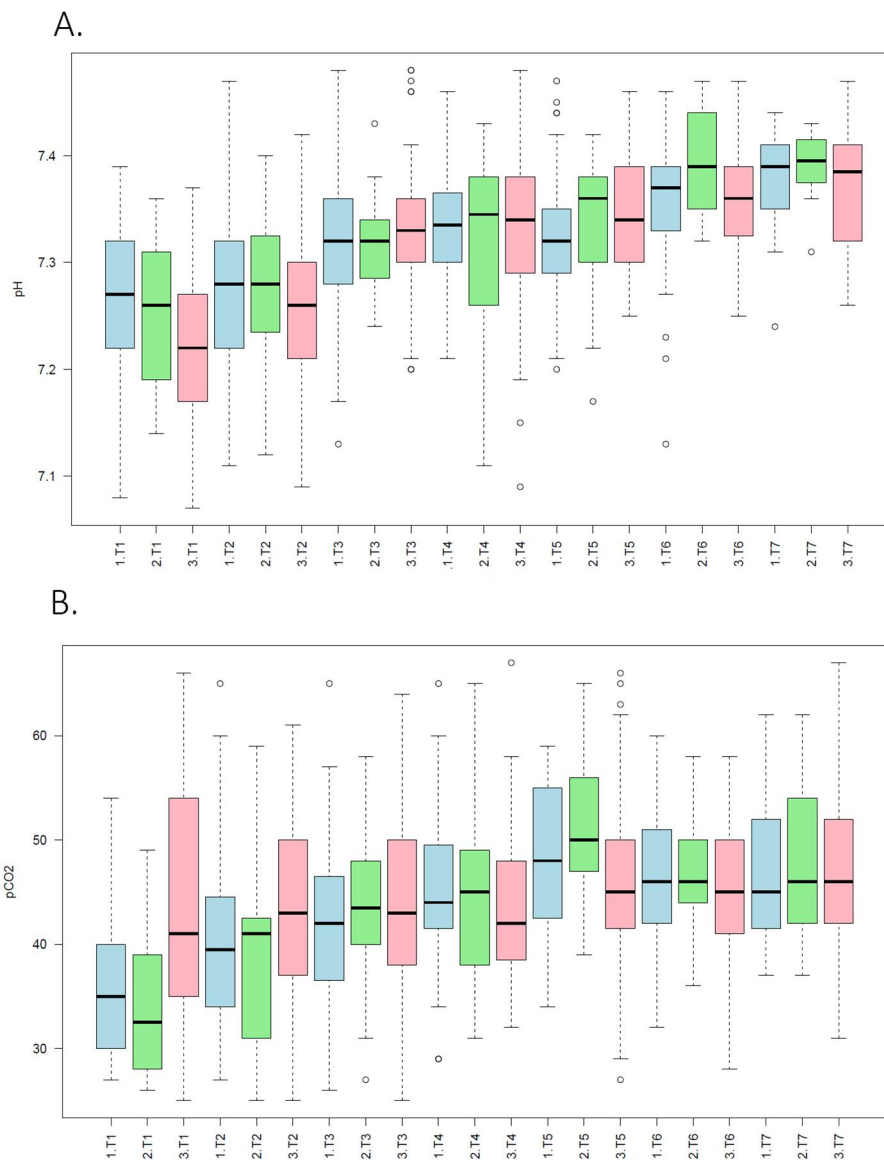 A.
7.4
7.3
7.2
7.1
pH
1.T1
2.T1
3.T1
1.T2
2.T2
3.T2
1.T3
2.T3
3.T3
.1.T4
2.T4
3.T4
1.T5
2.T5
3.T5
1.T6
2.T6
3.T6
1.T7
2.T7
3.T7
B.
60
50
40
30
pCO2
1.T1
2.T1
3.T1
1.T2
2.T2
3.T2
1.T3
2.T3
3.T3
1.T4
2.T4
3.T4
1.T5
2.T5
3.T5
1.T6
2.T6
3.T6
1.T7
2.T7
3.T7